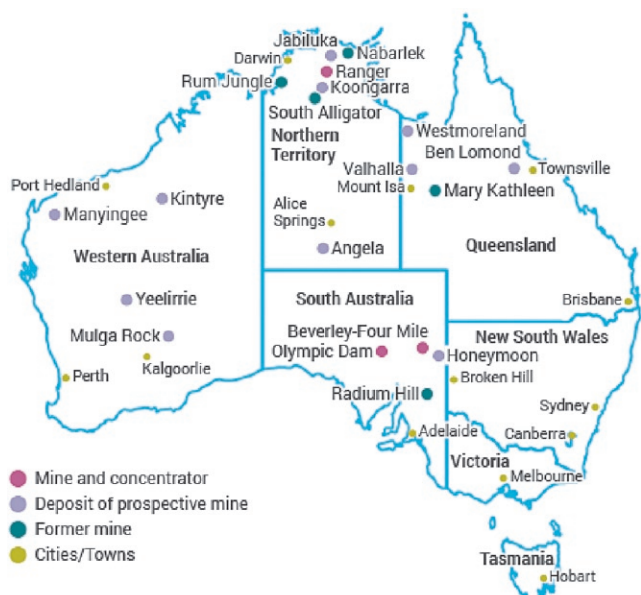 Jabiluka
Nabarlek
Darwin
Ranger
Rum Jungle
Koongarra
South Alligator
Northern
Territory
Westmoreland
Ben Lomond
Valhalla
Townsville
Port Hedland
Mount Isa
Mary Kathleen
Kintyre
Manyingee
Alice
Springs
Angela
Western Australia
Queensland
Yeelirrie
South Australia
Brisbane
Mulga Rock
Beverley-Four Mile
New South Wales
Olympic Dam
Honeymoon
Kalgoorlie
Perth
Broken Hill
Radium Hill
Sydney
Adelaide
Canberra
Victoria
Melbourne
Mine and concentrator
Deposit of prospective mine
Former mine
Cities/Towns
Tasmania
Hobart